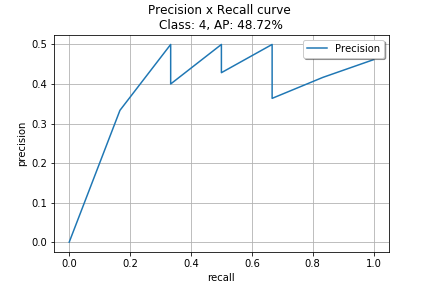 Precision x Recall curve
Class: 4, AP: 48.72%
Precision
0.5
0.4
0.3
0.2
0.1
0.0
precision
0.0 0.2 0.4 0.6 0.8 1.0
recall